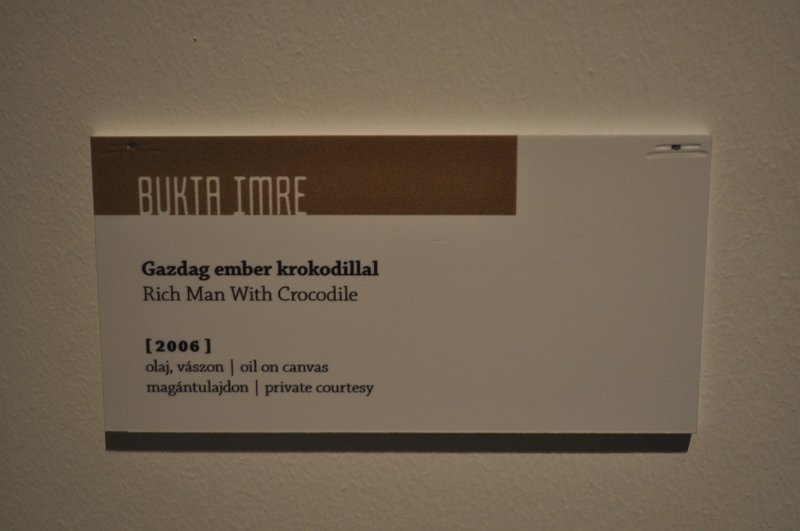 BUKTA IMRE
Gazdag ember krokodillal
Rich Man With Crocodile
[2006]
olaj, vászon | oil on canvas
magántulajdon | private courtesy